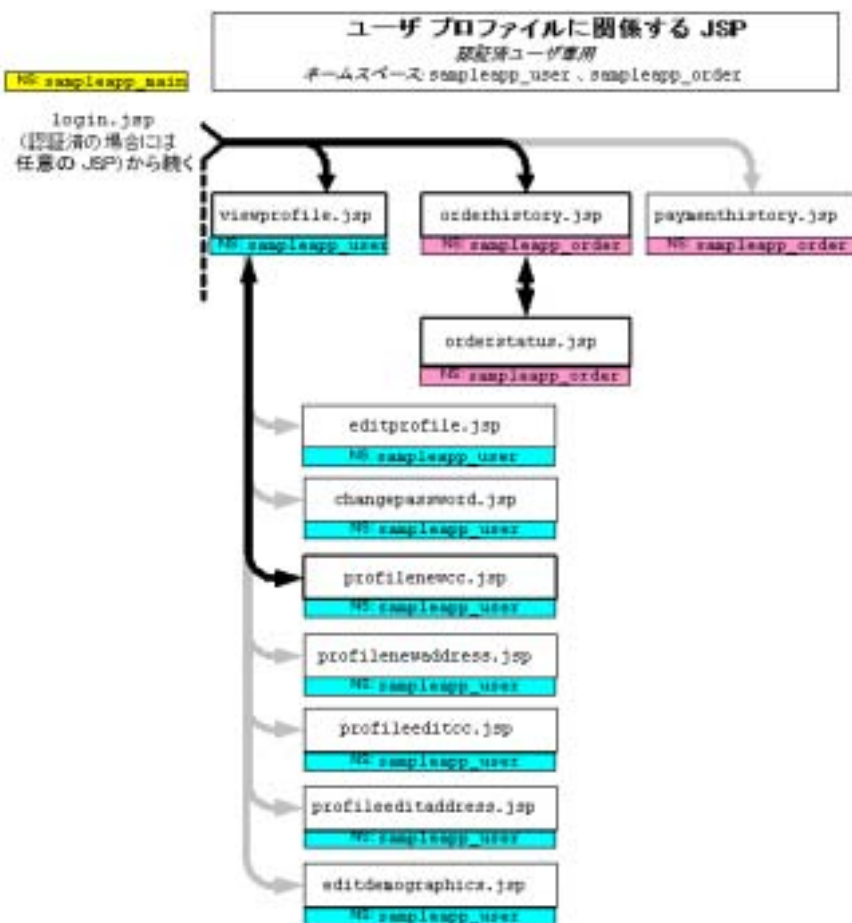 ユーザ プロファイルに関係する JSP
認証済ユーザ専用
ネームスペース: sampleapp_user 、sampleapp_order
NS: sampleapp_main
login.jsp
(認証済の場合には
任意の JSP)から続く
viewprofile.jsp
NS: sampleapp_user
orderhistory.jsp
NS: sampleapp_order
paymenthistory.jsp
NS: sampleapp_order
orderstatus.jsp
NS: sampleapp_order
editprofile.jsp
NS: sampleapp_user
changepassword.jsp
NS: sampleapp_user
profilenewcc.jsp
NS: sampleapp_user
profilenewaddress.jsp
NS: sampleapp_user
profileeditcc.jsp
NS: sampleapp_user
profileeditaddress.jsp
NS: sampleapp_user
editdemographics.jsp
NS: sampleapp_user